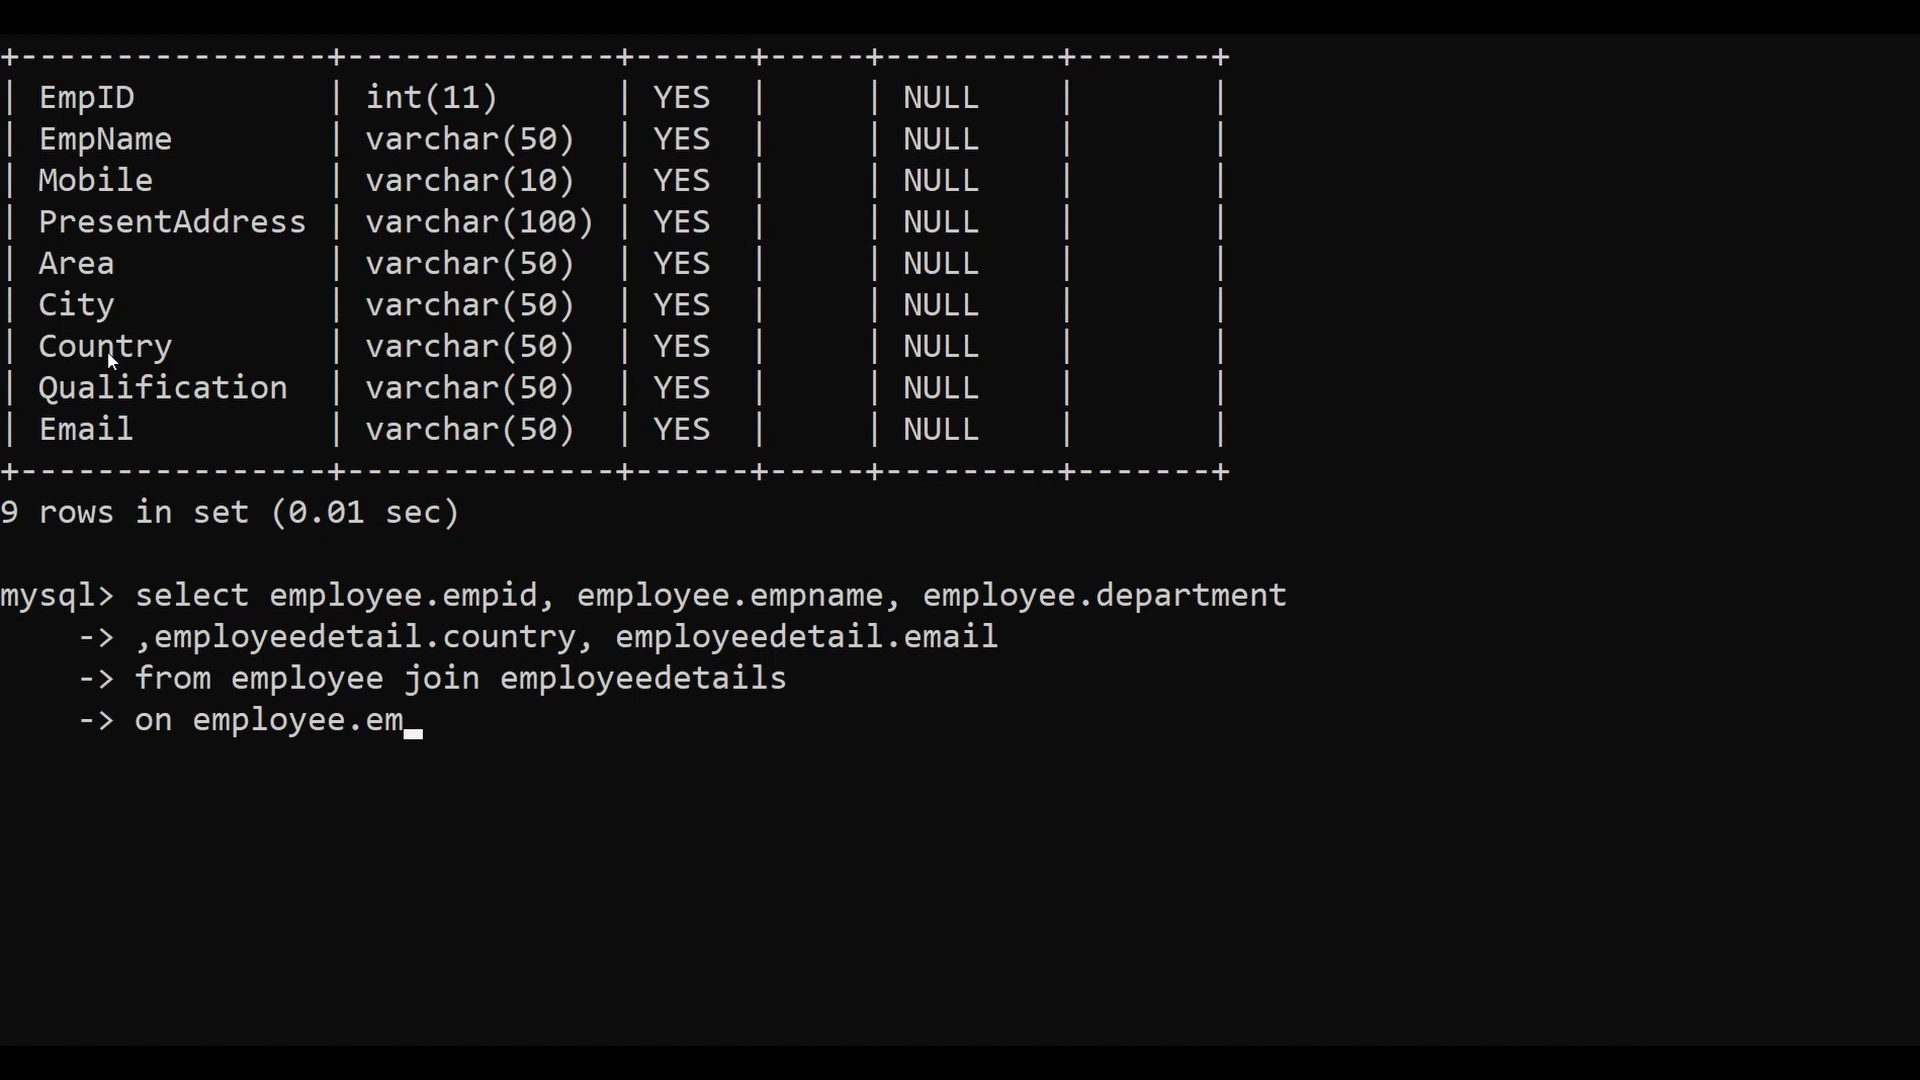 +----------------+--------------+------+-----+---------+-------+
| EmpID          | int(11)      | YES  |     | NULL    |       |
| EmpName        | varchar(50)  | YES  |     | NULL    |       |
| Mobile         | varchar(10)  | YES  |     | NULL    |       |
| PresentAddress | varchar(100) | YES  |     | NULL    |       |
| Area           | varchar(50)  | YES  |     | NULL    |       |
| City           | varchar(50)  | YES  |     | NULL    |       |
| Country        | varchar(50)  | YES  |     | NULL    |       |
| Qualification  | varchar(50)  | YES  |     | NULL    |       |
| Email          | varchar(50)  | YES  |     | NULL    |       |
+----------------+--------------+------+-----+---------+-------+
9 rows in set (0.01 sec)
mysql> select employee.empid, employee.empname, employee.department
    -> ,employeedetail.country, employeedetail.email
    -> from employee join employeedetails
    -> on employee.em_